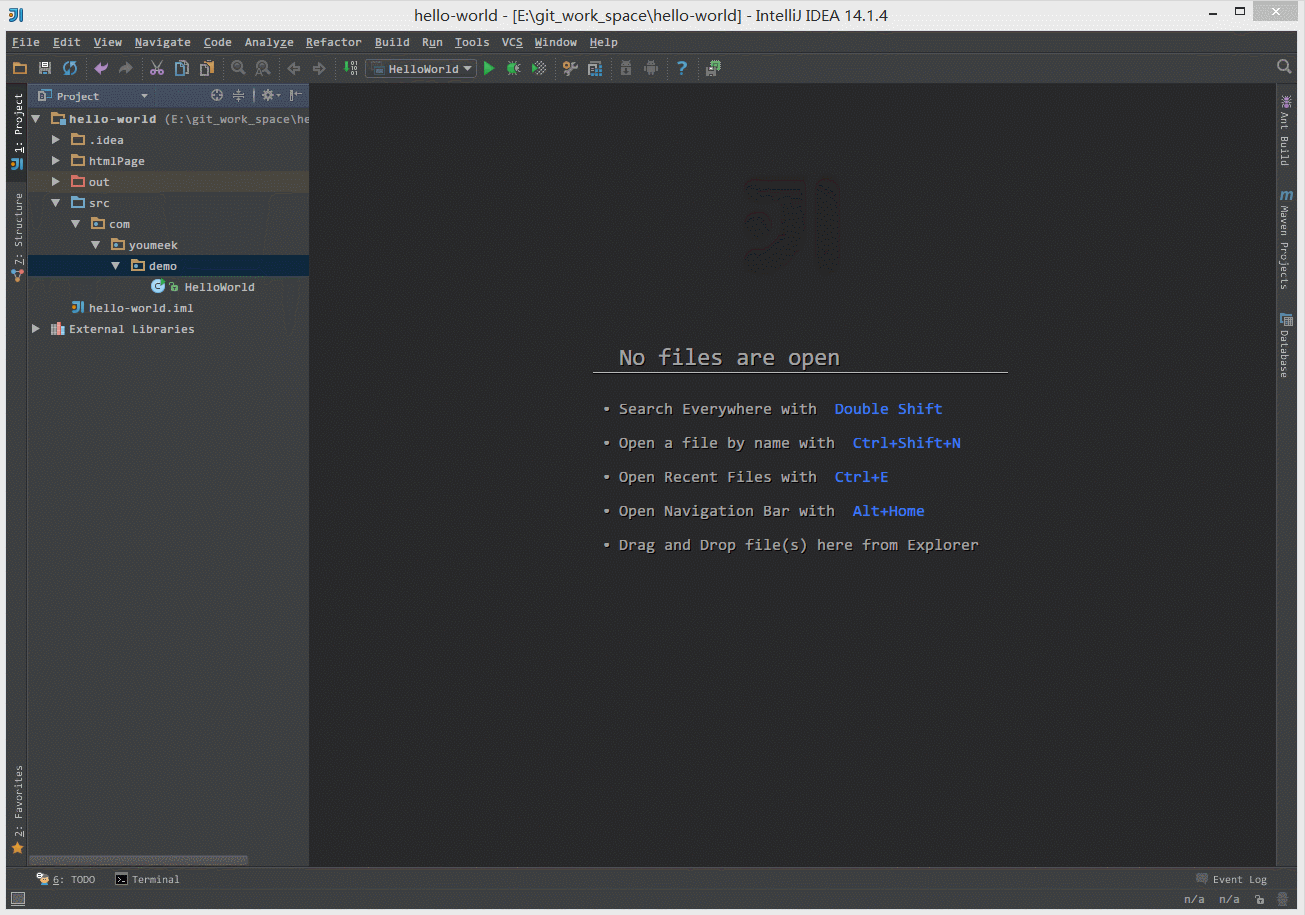 hello-world - [E:\git_work_space\hello-world] - IntelliJ IDEA 14.1.4
File Edit View Navigate Code Analyze Refactor Build Run Tools VCS Window Help
HelloWorld
Project
1: Project
7: Structure
2: Favorites
hello-world (E:\git_work_space\he
.idea
htmlPage
out
src
com
youmeek
demo
HelloWorld
hello-world.iml
External Libraries
No files are open
• Search Everywhere with Double Shift
• Open a file by name with Ctrl+Shift+N
• Open Recent Files with Ctrl+E
• Open Navigation Bar with Alt+Home
• Drag and Drop file(s) here from Explorer
Ant Build
m Maven Projects
Database
6: TODO Terminal Event Log
n/a n/a